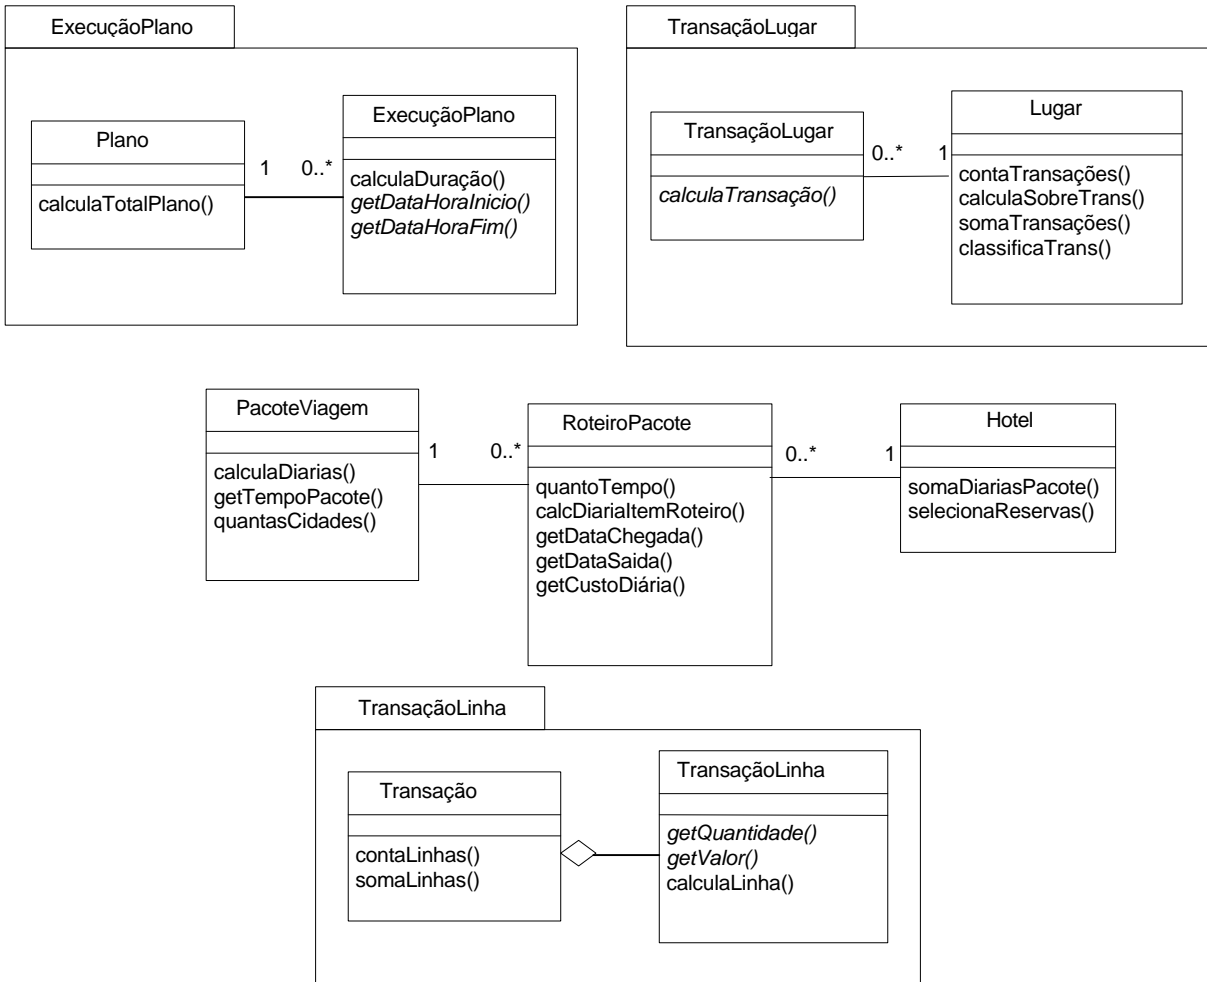 ExecuçãoPlano
Plano
calculaTotalPlano()
1
0..*
ExecuçãoPlano
calculaDuração()
getDataHoraInicio()
getDataHoraFim()
TransaçãoLugar
TransaçãoLugar
calculaTransação()
0..*
1
Lugar
contaTransações()
calculaSobreTrans()
somaTransações()
classificaTrans()
PacoteViagem
calculaDiarias()
getTempoPacote()
quantasCidades()
1
0..*
RoteiroPacote
quantoTempo()
calcDiariaItemRoteiro()
getDataChegada()
getDataSaida()
getCustoDiária()
0..*
1
Hotel
somaDiariasPacote()
selecionaReservas()
TransaçãoLinha
Transação
contaLinhas()
somaLinhas()
TransaçãoLinha
getQuantidade()
getValor()
calculaLinha()